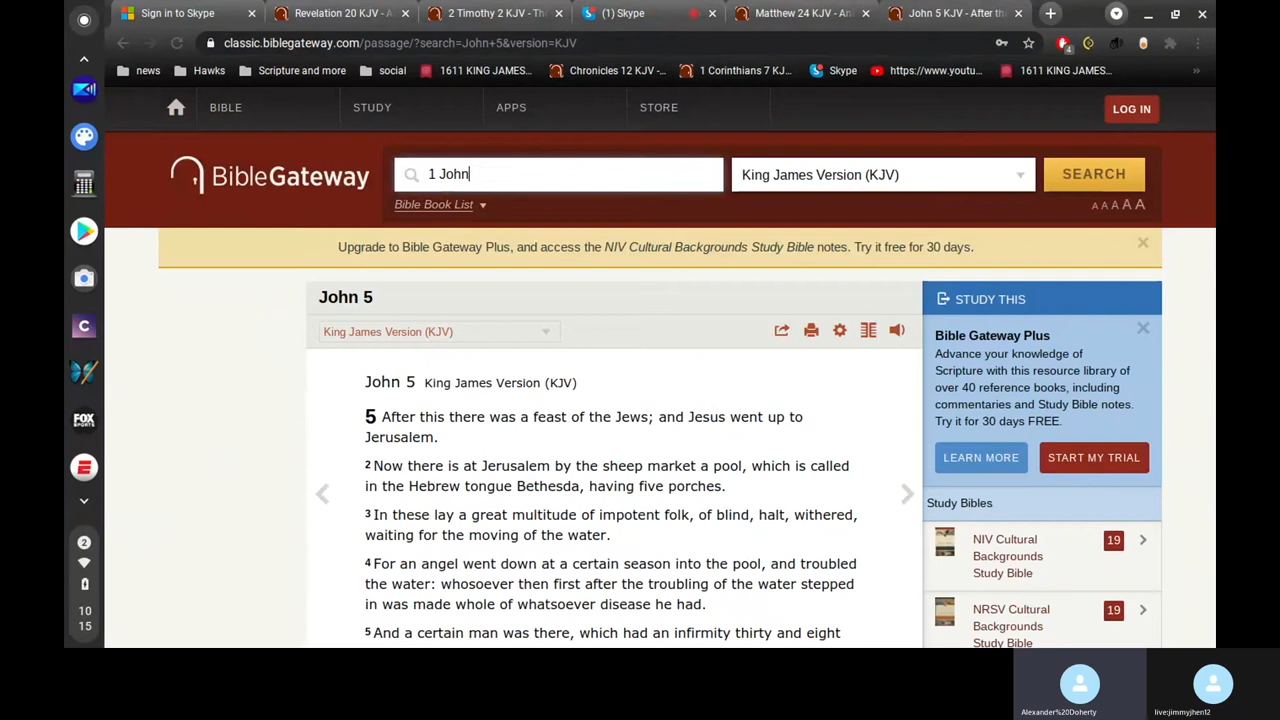 Sign in to Skype
Revelation 20 KJV - A
2 Timothy 2 KJV - Th
(1) Skype
Matthew 24 KJV - An
John 5 KJV - After th
classic.biblegateway.com/passage/?search=John+5&version=KJV
4
news
Hawks
Scripture and more
social
1611 KING JAMES...
Chronicles 12 KJV -...
1 Corinthians 7 KJ...
Skype
https://www.youtu...
1611 KING JAMES...
»
BIBLE
STUDY
APPS
STORE
LOG IN
BibleGateway
1 John
King James Version (KJV)
SEARCH
Bible Book List
A A A A A
Upgrade to Bible Gateway Plus, and access the NIV Cultural Backgrounds Study Bible notes. Try it free for 30 days.
John 5
King James Version (KJV)
John 5 King James Version (KJV)
5 After this there was a feast of the Jews; and Jesus went up to
Jerusalem.
2 Now there is at Jerusalem by the sheep market a pool, which is called
in the Hebrew tongue Bethesda, having five porches.
3 In these lay a great multitude of impotent folk, of blind, halt, withered,
waiting for the moving of the water.
4 For an angel went down at a certain season into the pool, and troubled
the water: whosoever then first after the troubling of the water stepped
in was made whole of whatsoever disease he had.
5 And a certain man was there, which had an infirmity thirty and eight
STUDY THIS
Bible Gateway Plus
Advance your knowledge of
Scripture with this resource library of
over 40 reference books, including
commentaries and Study Bible notes.
Try it for 30 days FREE.
LEARN MORE
START MY TRIAL
Study Bibles
NIV Cultural
Backgrounds
Study Bible
19
NRSV Cultural
Backgrounds
Study Bible
19
C
FOX
SPORTS
2
10
15
Alexander%20Doherty
live:jimmyjhen12